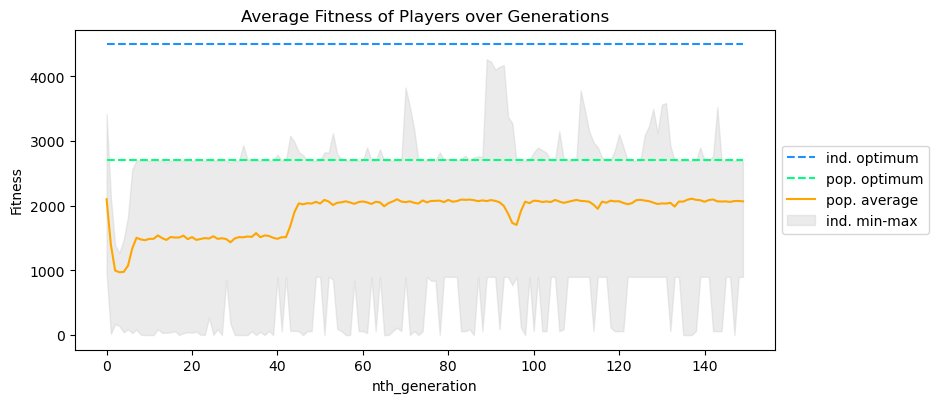 Average Fitness of Players over Generations
Fitness
4000
3000
2000
1000
0
0 20 40 60 80 100 120 140
nth_generation
ind. optimum
pop. optimum
pop. average
ind. min-max